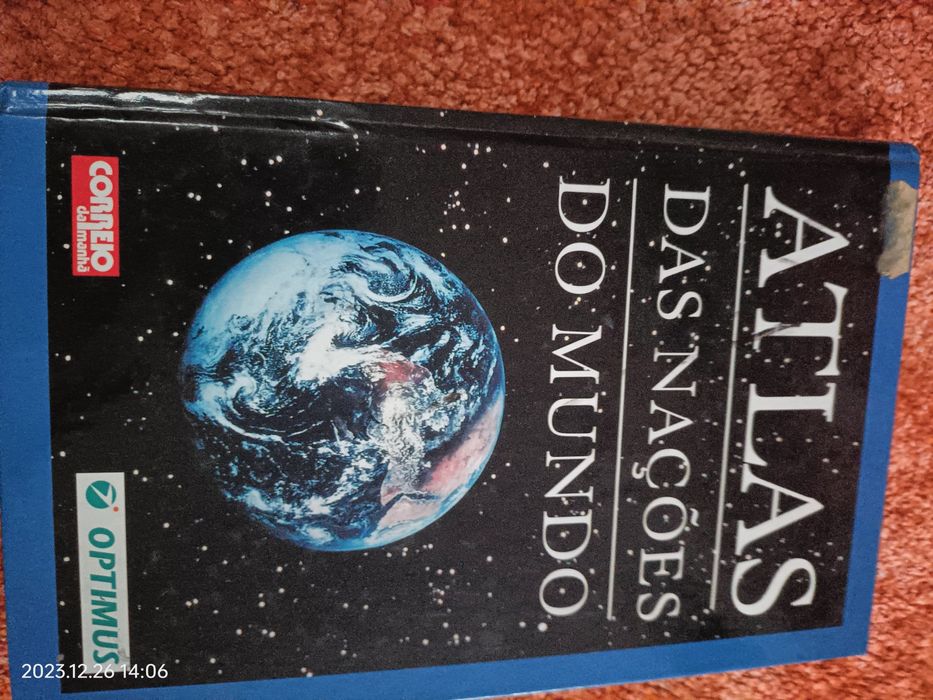 ATLAS
DAS NAÇÕES
DO MUNDO
CORREIO
da manhã
OPTIMUS
2023.12.26 14:06